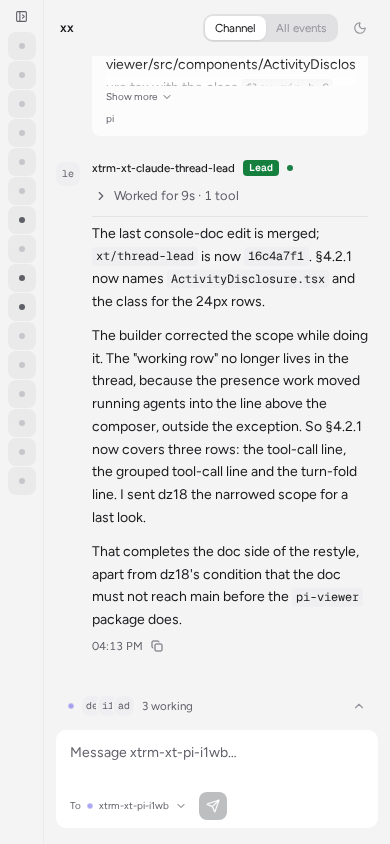 xx
Channel
All events
viewer/src/components/ActivityDisclos
Show more
pi
le
xtrm-xt-claude-thread-lead
Lead
Worked for 9s · 1 tool
The last console-doc edit is merged;
xt/thread-lead is now 16c4a7f1 . §4.2.1
now names ActivityDisclosure.tsx and
the class for the 24px rows.
The builder corrected the scope while doing
it. The "working row" no longer lives in the
thread, because the presence work moved
running agents into the line above the
composer, outside the exception. So §4.2.1
now covers three rows: the tool-call line,
the grouped tool-call line and the turn-fold
line. I sent dz18 the narrowed scope for a
last look.
That completes the doc side of the restyle,
apart from dz18's condition that the doc
must not reach main before the pi-viewer
package does.
04:13 PM
de i1 ad 3 working
Message xtrm-xt-pi-i1wb...
To xtrm-xt-pi-i1wb